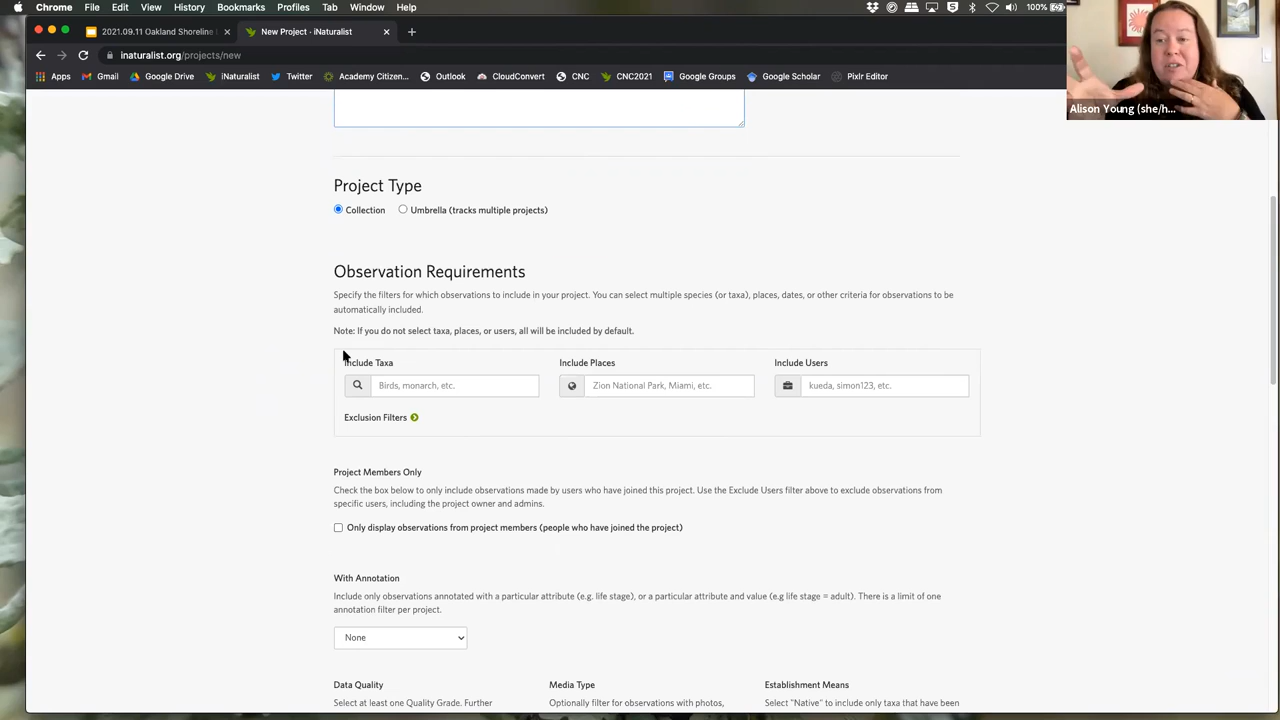 Chrome File Edit View History Bookmarks Profiles Tab Window Help 100%
2021.09.11 Oakland Shoreline
New Project · iNaturalist
inaturalist.org/projects/new
Apps Gmail Google Drive iNaturalist Twitter Academy Citizen... Outlook CloudConvert CNC CNC2021 Google Groups Google Scholar Pixlr Editor
Alison Young (she/h...
Project Type
Collection Umbrella (tracks multiple projects)
Observation Requirements
Specify the filters for which observations to include in your project. You can select multiple species (or taxa), places, dates, or other criteria for observations to be
automatically included.
Note: If you do not select taxa, places, or users, all will be included by default.
Include Taxa Include Places Include Users
Birds, monarch, etc. Zion National Park, Miami, etc. kueda, simon123, etc.
Exclusion Filters
Project Members Only
Check the box below to only include observations made by users who have joined this project. Use the Exclude Users filter above to exclude observations from
specific users, including the project owner and admins.
Only display observations from project members (people who have joined the project)
With Annotation
Include only observations annotated with a particular attribute (e.g. life stage), or a particular attribute and value (e.g life stage = adult). There is a limit of one
annotation filter per project.
None
Data Quality Media Type Establishment Means
Select at least one Quality Grade. Further Optionally filter for observations with photos, Select "Native" to include only taxa that have been